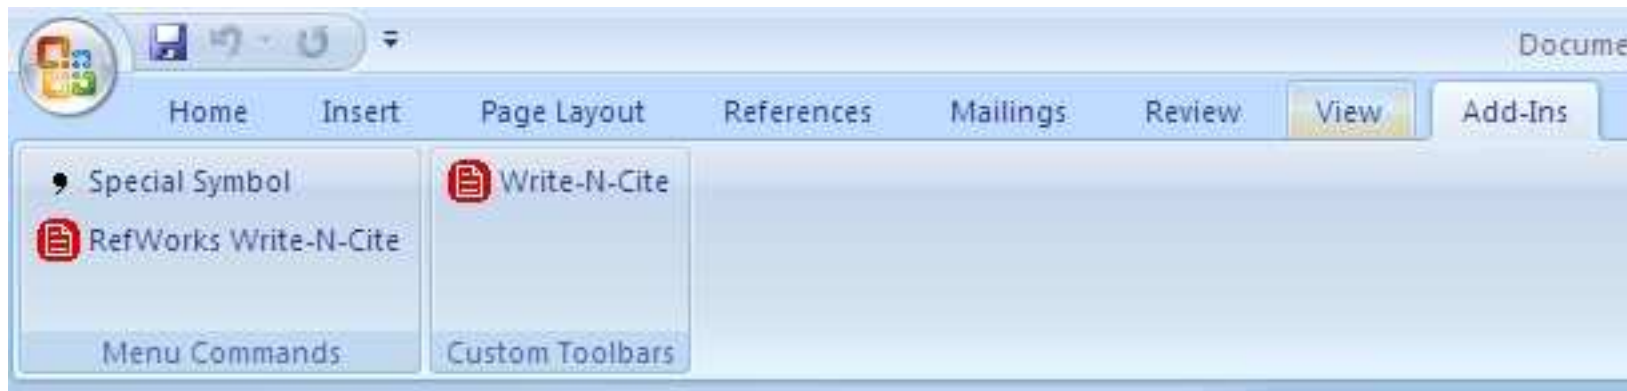 Docume
Home Insert Page Layout References Mailings Review View Add-Ins
Special Symbol
RefWorks Write-N-Cite
Menu Commands
Write-N-Cite
Custom Toolbars